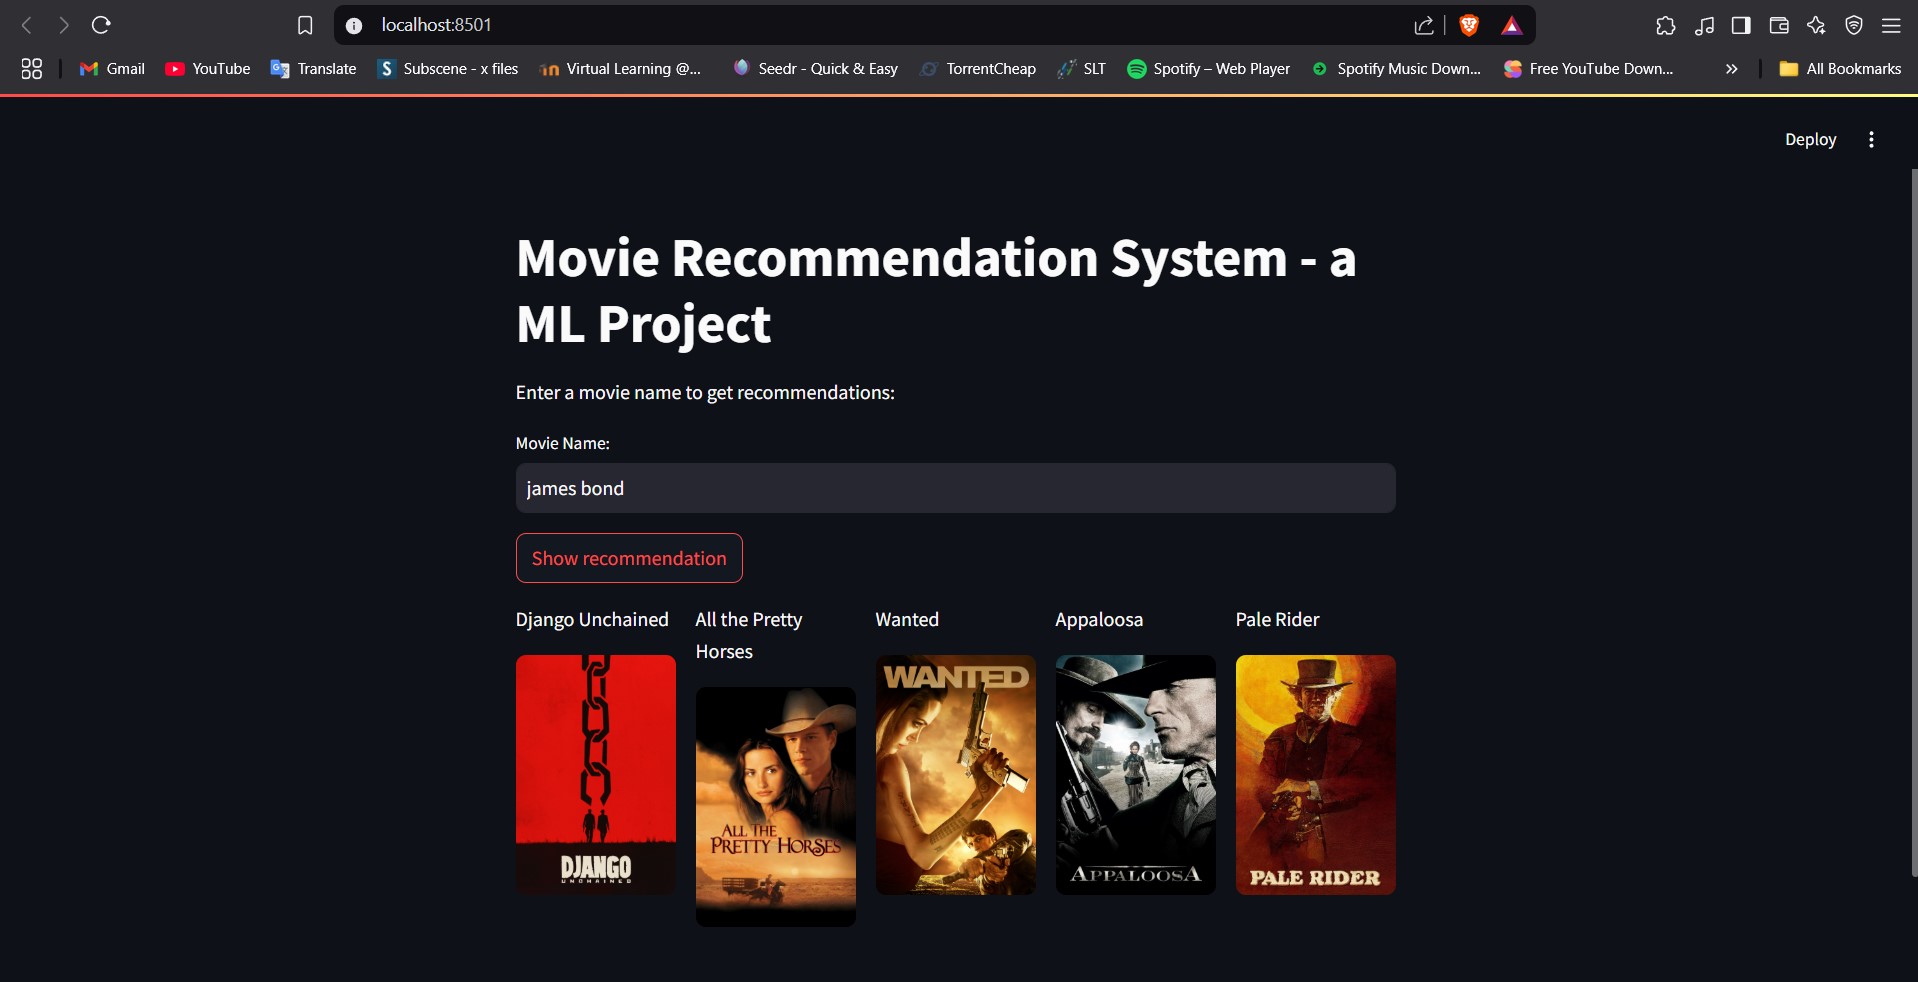 localhost:8501
Gmail
YouTube
Translate
Subscene - x files
Virtual Learning @...
Seedr - Quick & Easy
TorrentCheap
SLT
Spotify – Web Player
Spotify Music Down...
Free YouTube Down...
All Bookmarks
Deploy
Movie Recommendation System - a
ML Project
Enter a movie name to get recommendations:
Movie Name:
james bond
Show recommendation
Django Unchained
All the Pretty
Horses
Wanted
Appaloosa
Pale Rider
DJANGO
UNCHAINED
ALL THE
PRETTY HORSES
WANTED
APPALOOSA
PALE RIDER